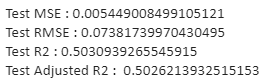 Test MSE : 0.005449008499105121
Test RMSE : 0.07381739970430495
Test R2 : 0.5030939265545915
Test Adjusted R2 :  0.5026213932515153